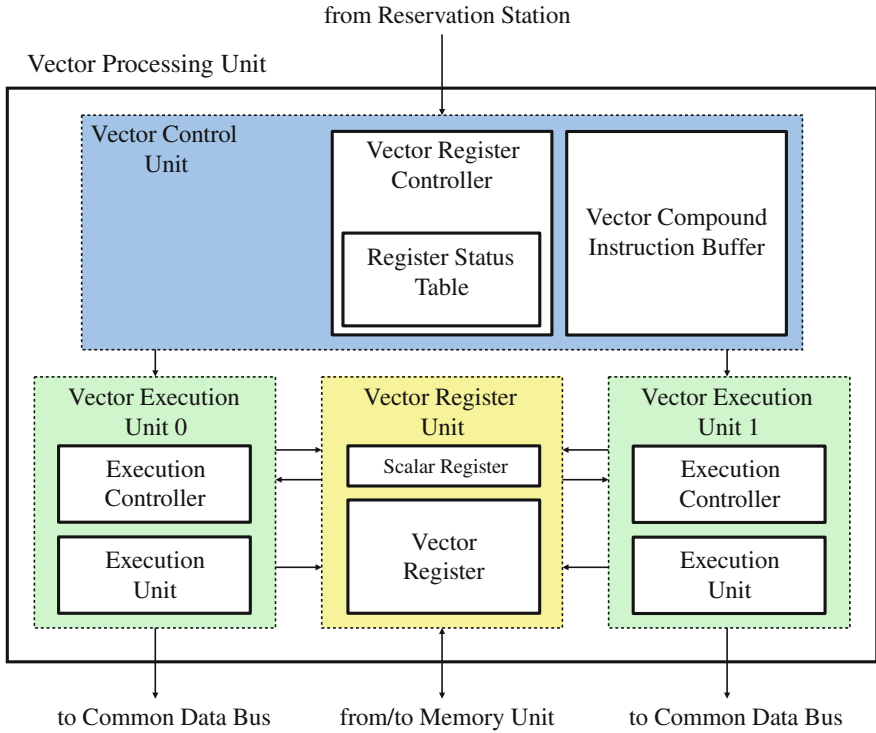 from Reservation Station
Vector Processing Unit
Vector Control
Unit
Vector Register
Controller
Register Status
Table
Vector Compound
Instruction Buffer
Vector Execution
Unit 0
Execution
Controller
Execution
Unit
Vector Register
Unit
Scalar Register
Vector
Register
Vector Execution
Unit 1
Execution
Controller
Execution
Unit
to Common Data Bus
from/to Memory Unit
to Common Data Bus